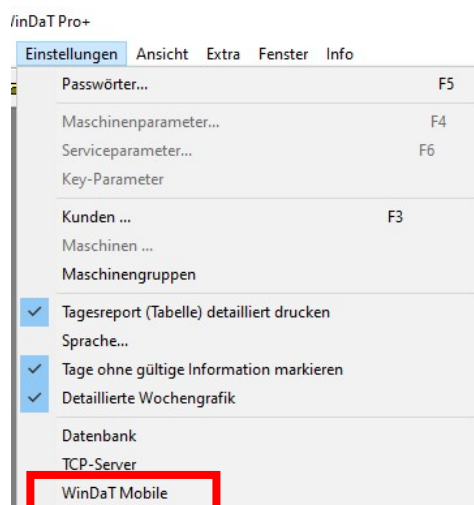 WinDaT Pro+
Einstellungen Ansicht Extra Fenster Info
Passwörter... F5
Maschinenparameter... F4
Serviceparameter... F6
Key-Parameter
Kunden ... F3
Maschinen ...
Maschinengruppen
Tagesreport (Tabelle) detailliert drucken
Sprache...
Tage ohne gültige Information markieren
Detaillierte Wochengrafik
Datenbank
TCP-Server
WinDaT Mobile